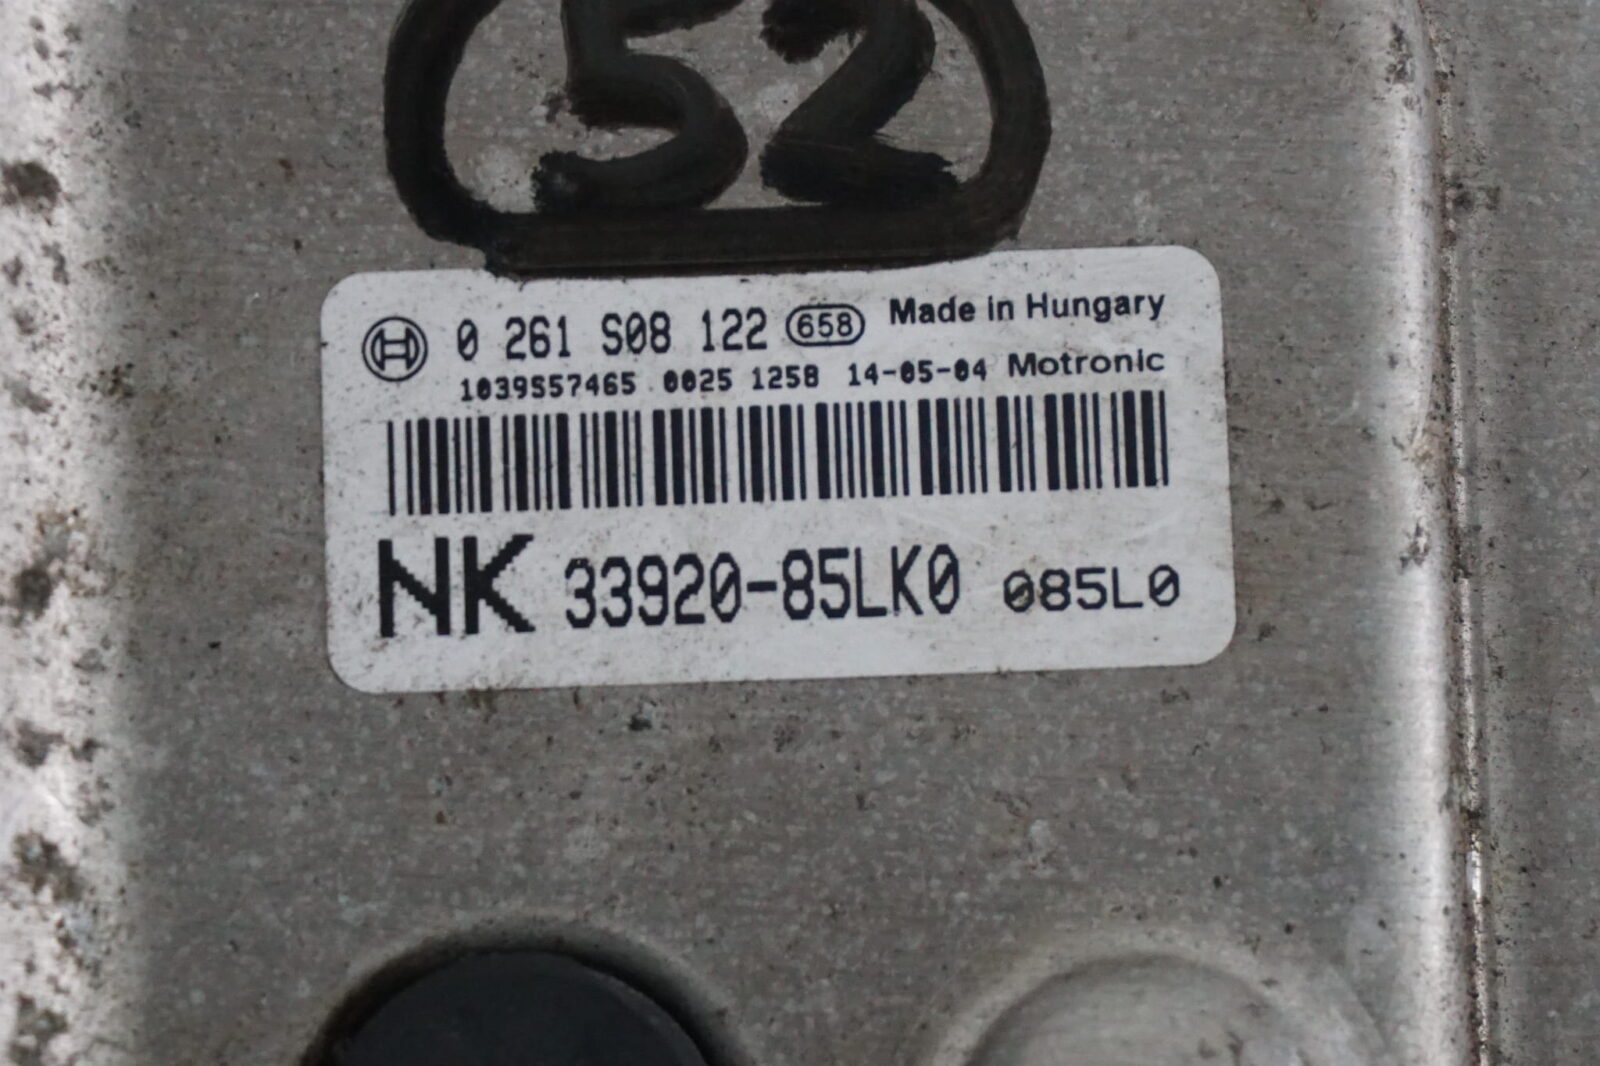 52
0 261 S08 122 658 Made in Hungary
1039S57465 0025 1258 14-05-04 Motronic
NK 33920-85LK0 085L0